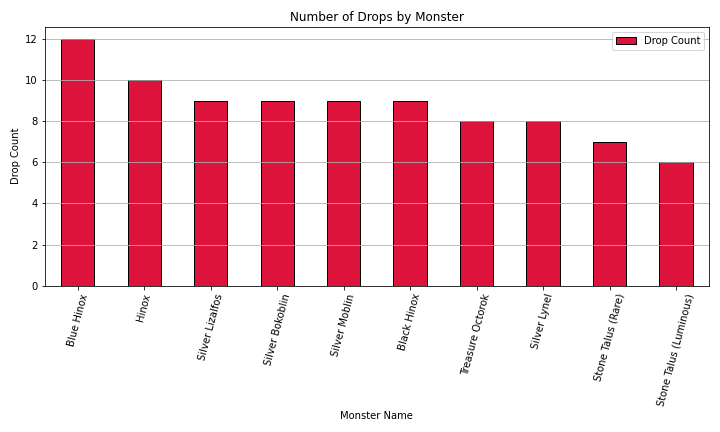 Number of Drops by Monster
Drop Count
Drop Count
12
10
8
6
4
2
0
Blue Hinox
Hinox
Silver Lizalfos
Silver Bokoblin
Silver Moblin
Black Hinox
Treasure Octorok
Silver Lynel
Stone Talus (Rare)
Stone Talus (Luminous)
Monster Name